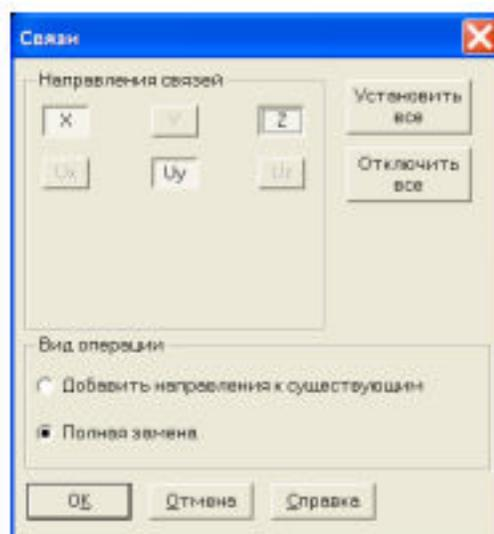 Связи
Направления связей
X Y Z
Ux Uy Uz
Установить
все
Отключить
все
Вид операции
Добавить направления к существующим
Полная замена
OK Отмена Справка